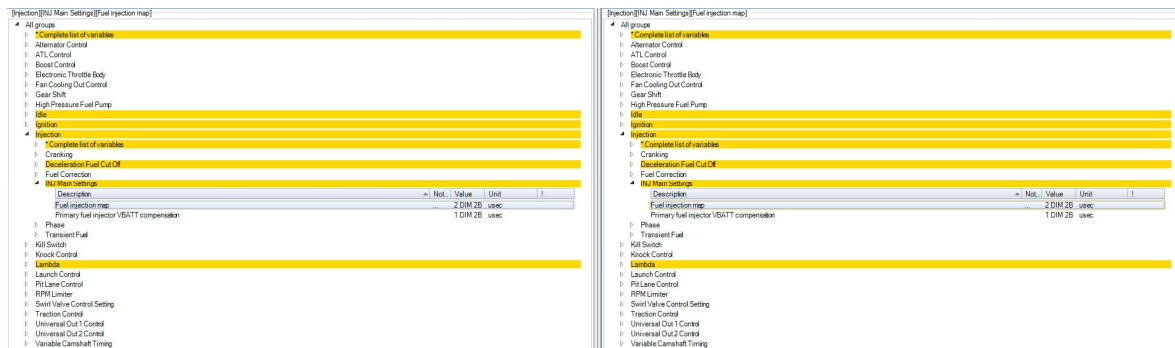 [Injection][INJ Main Settings][Fuel injection map]
All groups
* Complete list of variables
Alternator Control
ATL Control
Boost Control
Electronic Throttle Body
Fan Cooling Out Control
Gear Shift
High Pressure Fuel Pump
Idle
Ignition
Injection
* Complete list of variables
Cranking
Deceleration Fuel Cut Off
Fuel Correction
INJ Main Settings
Description Not.. Value Unit !
Fuel injection map ... 2 DIM 2B usec
Primary fuel injector VBATT compensation 1 DIM 2B usec
Phase
Transient Fuel
Kill Switch
Knock Control
Lambda
Launch Control
Pit Lane Control
RPM Limiter
Swirl Valve Control Setting
Traction Control
Universal Out 1 Control
Universal Out 2 Control
Variable Camshaft Timing
[Injection][INJ Main Settings][Fuel injection map]
All groups
* Complete list of variables
Alternator Control
ATL Control
Boost Control
Electronic Throttle Body
Fan Cooling Out Control
Gear Shift
High Pressure Fuel Pump
Idle
Ignition
Injection
* Complete list of variables
Cranking
Deceleration Fuel Cut Off
Fuel Correction
INJ Main Settings
Description Not.. Value Unit !
Fuel injection map ... 2 DIM 2B usec
Primary fuel injector VBATT compensation 1 DIM 2B usec
Phase
Transient Fuel
Kill Switch
Knock Control
Lambda
Launch Control
Pit Lane Control
RPM Limiter
Swirl Valve Control Setting
Traction Control
Universal Out 1 Control
Universal Out 2 Control
Variable Camshaft Timing